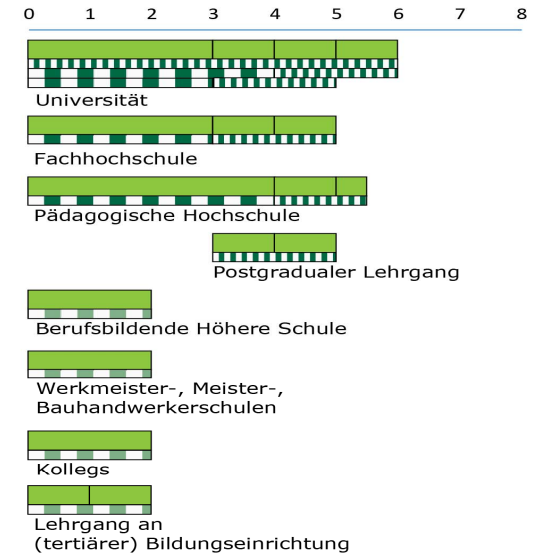 0 1 2 3 4 5 6 7 8
Universität
Fachhochschule
Pädagogische Hochschule
Postgradualer Lehrgang
Berufsbildende Höhere Schule
Werkmeister-, Meister-,
Bauhandwerkerschulen
Kollegs
Lehrgang an
(tertiärer) Bildungseinrichtung